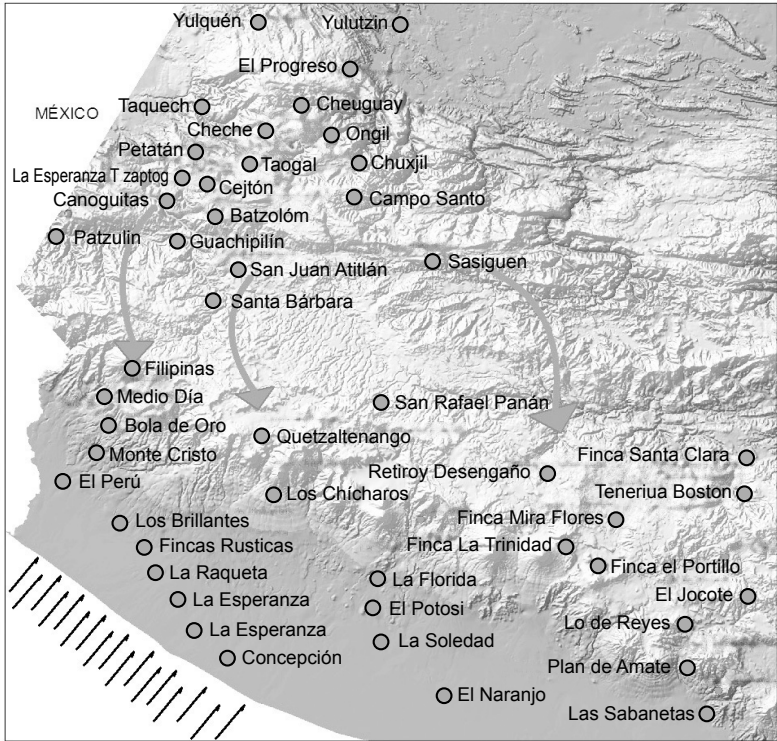 Yulquén
Yulutzin
El Progreso
MÉXICO
Taquech
Cheuguay
Cheche
Ongil
Petatán
Taogal
Chuxjil
La Esperanza T zaptog
Cejtón
Canoguitas
Campo Santo
Batzolóm
Patzulin
Guachipilín
San Juan Atitlán
Sasiguen
Santa Bárbara
Filipinas
Medio Día
San Rafael Panán
Bola de Oro
Quetzaltenango
Monte Cristo
Finca Santa Clara
El Perú
Retiroy Desengaño
Los Chícharos
Teneriua Boston
Los Brillantes
Finca Mira Flores
Fincas Rusticas
Finca La Trinidad
La Raqueta
La Florida
Finca el Portillo
La Esperanza
El Potosi
El Jocote
La Esperanza
La Soledad
Lo de Reyes
Concepción
Plan de Amate
El Naranjo
Las Sabanetas